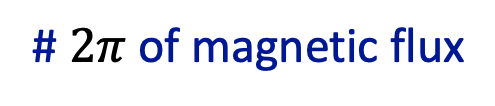 # 2𝜋 of magnetic flux